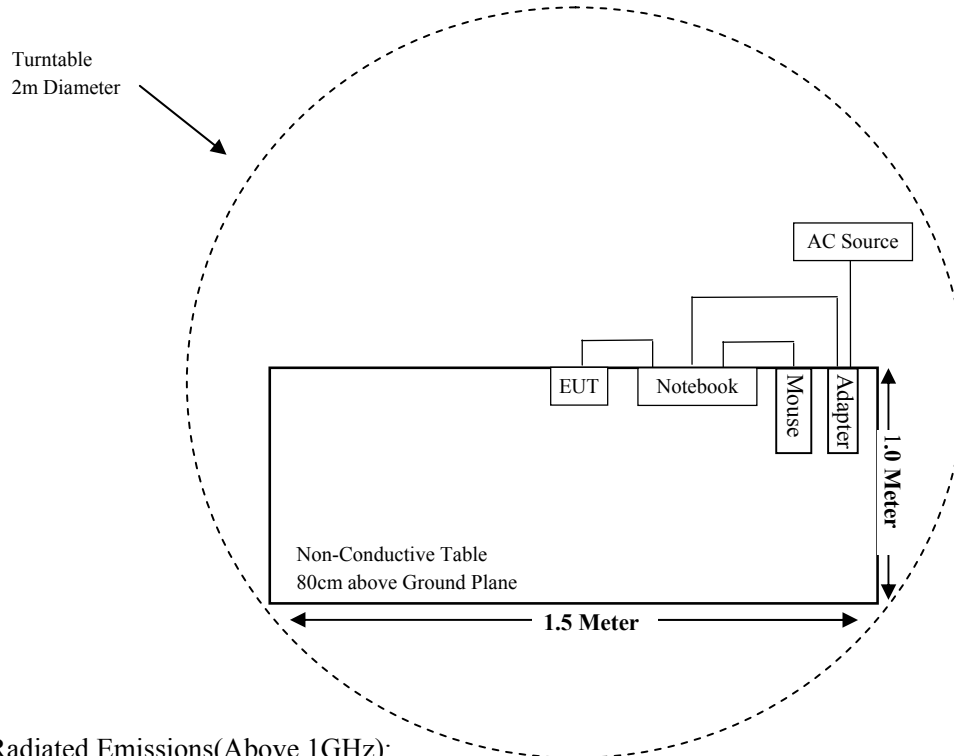 Turntable
2m Diameter
AC Source
EUT
Notebook
Mouse
Adapter
1.0 Meter
Non-Conductive Table
80cm above Ground Plane
1.5 Meter
Radiated Emissions(Above 1GHz):